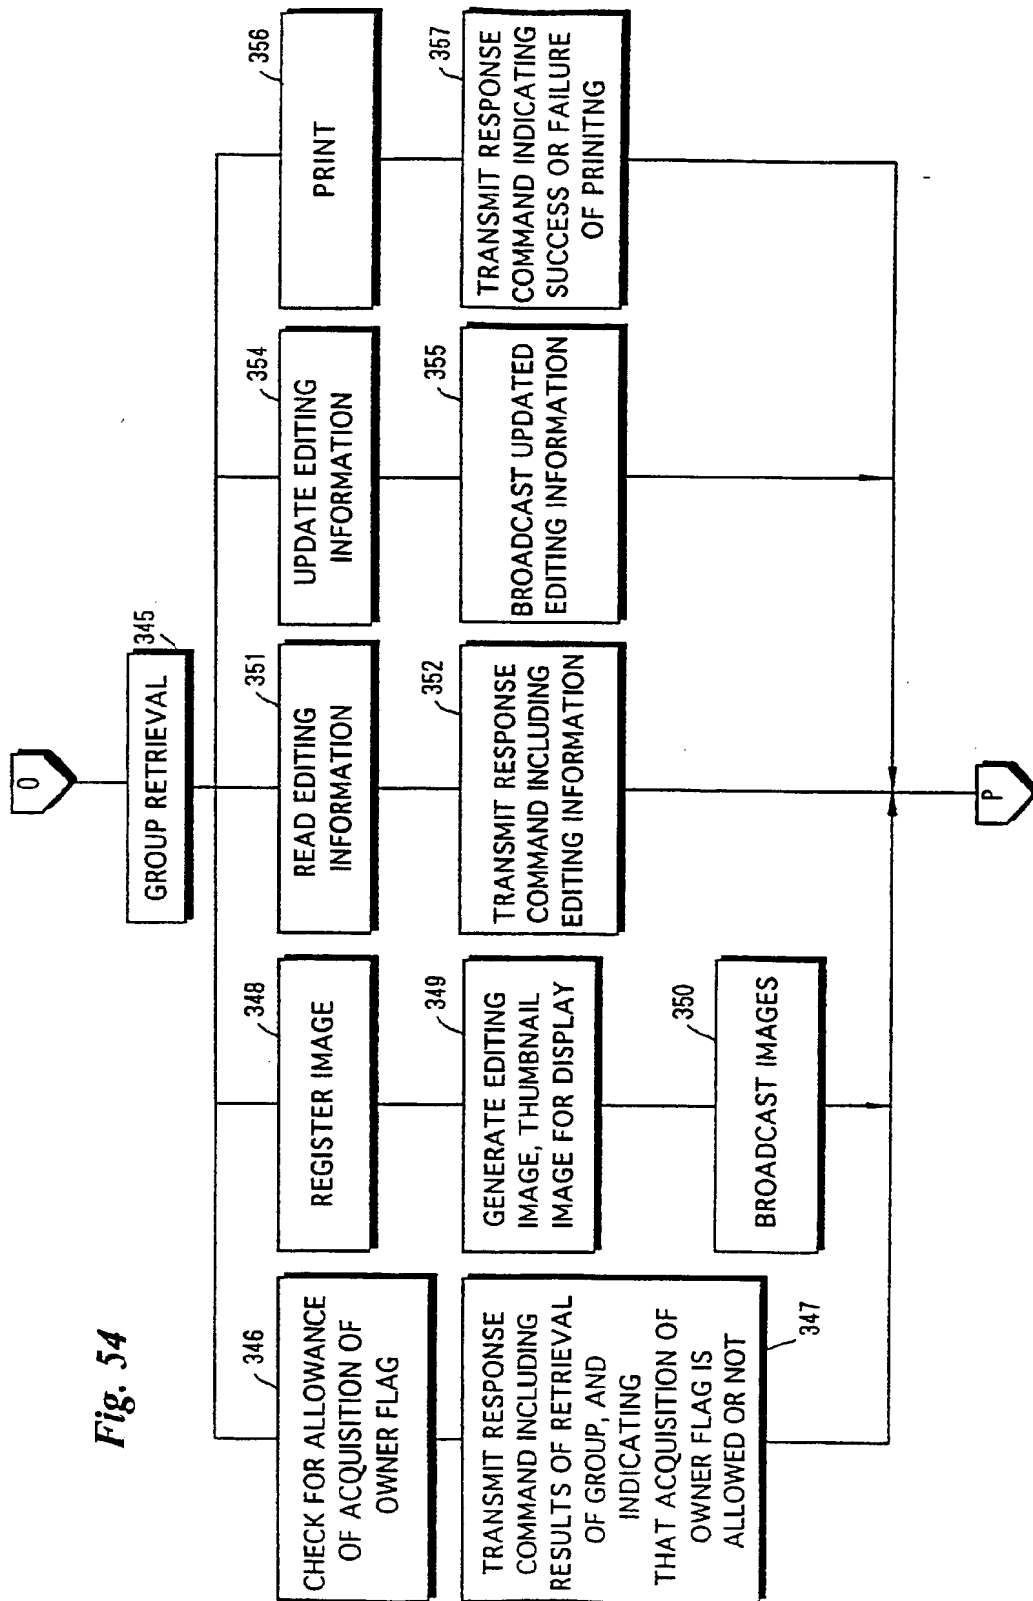 Fig. 54
O
GROUP RETRIEVAL
345
CHECK FOR ALLOWANCE
OF ACQUISITION OF
OWNER FLAG
346
TRANSMIT RESPONSE
COMMAND INCLUDING
RESULTS OF RETRIEVAL
OF GROUP, AND
INDICATING
THAT ACQUISITION OF
OWNER FLAG IS
ALLOWED OR NOT
347
REGISTER IMAGE
348
GENERATE EDITING
IMAGE, THUMBNAIL
IMAGE FOR DISPLAY
349
BROADCAST IMAGES
350
READ EDITING
INFORMATION
351
TRANSMIT RESPONSE
COMMAND INCLUDING
EDITING INFORMATION
352
UPDATE EDITING
INFORMATION
354
BROADCAST UPDATED
EDITING INFORMATION
355
PRINT
356
TRANSMIT RESPONSE
COMMAND INDICATING
SUCCESS OR FAILURE
OF PRINITNG
357
P